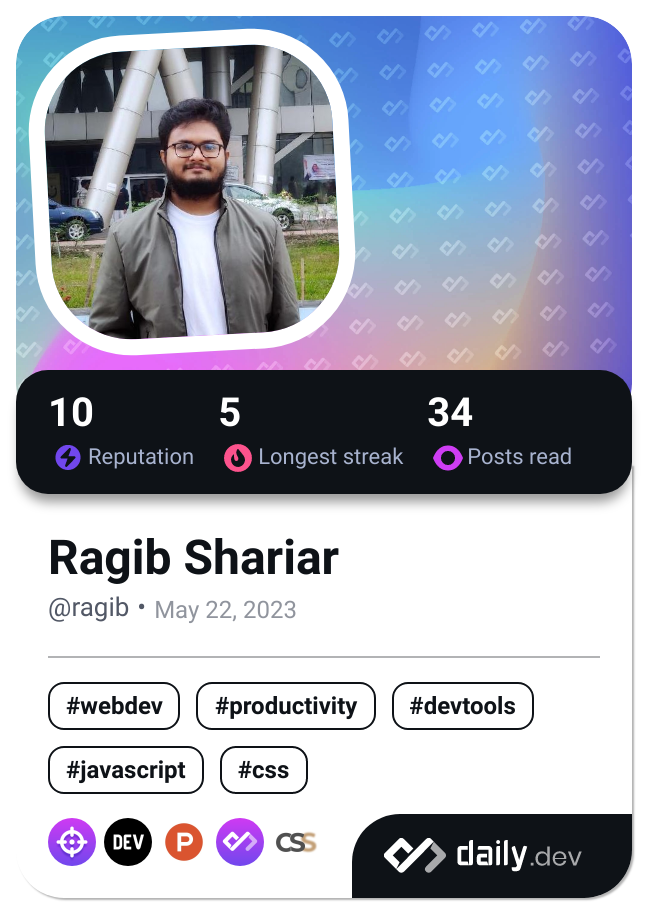 10 5 34
Reputation Longest streak Posts read
Ragib Shariar
@ragib • May 22, 2023
#webdev #productivity #devtools
#javascript #css
DEV P CSS
daily.dev